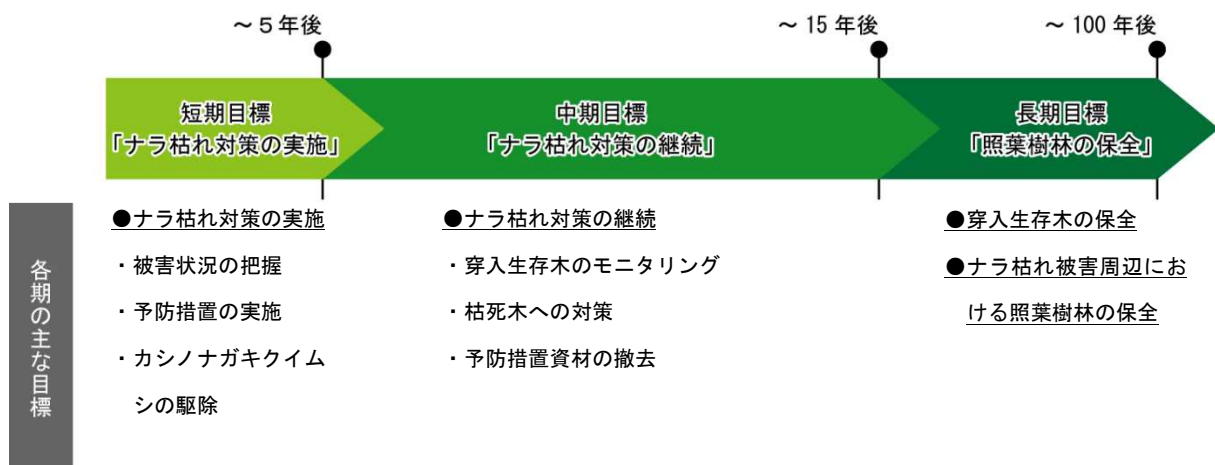 ～５年後
～15年後
～100年後
短期目標
「ナラ枯れ対策の実施」
中期目標
「ナラ枯れ対策の継続」
長期目標
「照葉樹林の保全」
各期の主な目標
●ナラ枯れ対策の実施
・被害状況の把握
・予防措置の実施
・カシノナガキクイム
シの駆除
●ナラ枯れ対策の継続
・穿入生存木のモニタリング
・枯死木への対策
・予防措置資材の撤去
●穿入生存木の保全
●ナラ枯れ被害周辺にお
ける照葉樹林の保全